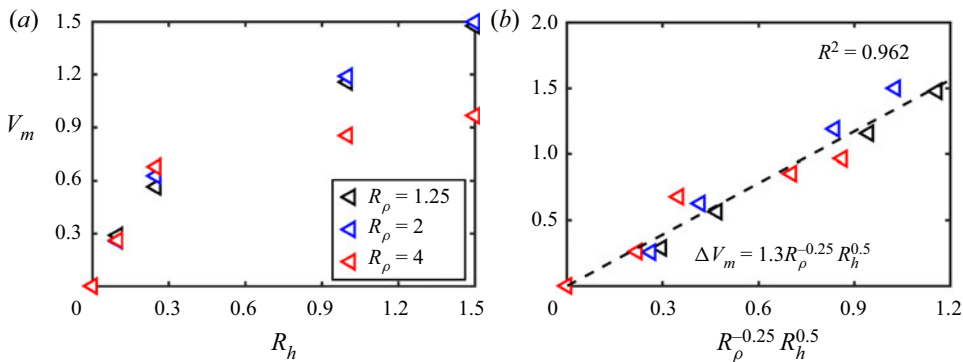 (a)
1.5
1.2
0.9
0.6
0.3
V_m
0 0.3 0.6 0.9 1.2 1.5
R_h
R_ρ = 1.25
R_ρ = 2
R_ρ = 4
(b)
2.0
1.5
1.0
0.5
0 0.3 0.6 0.9 1.2
R² = 0.962
ΔV_m = 1.3R_ρ^{−0.25} R_h^{0.5}
R_ρ^{−0.25} R_h^{0.5}